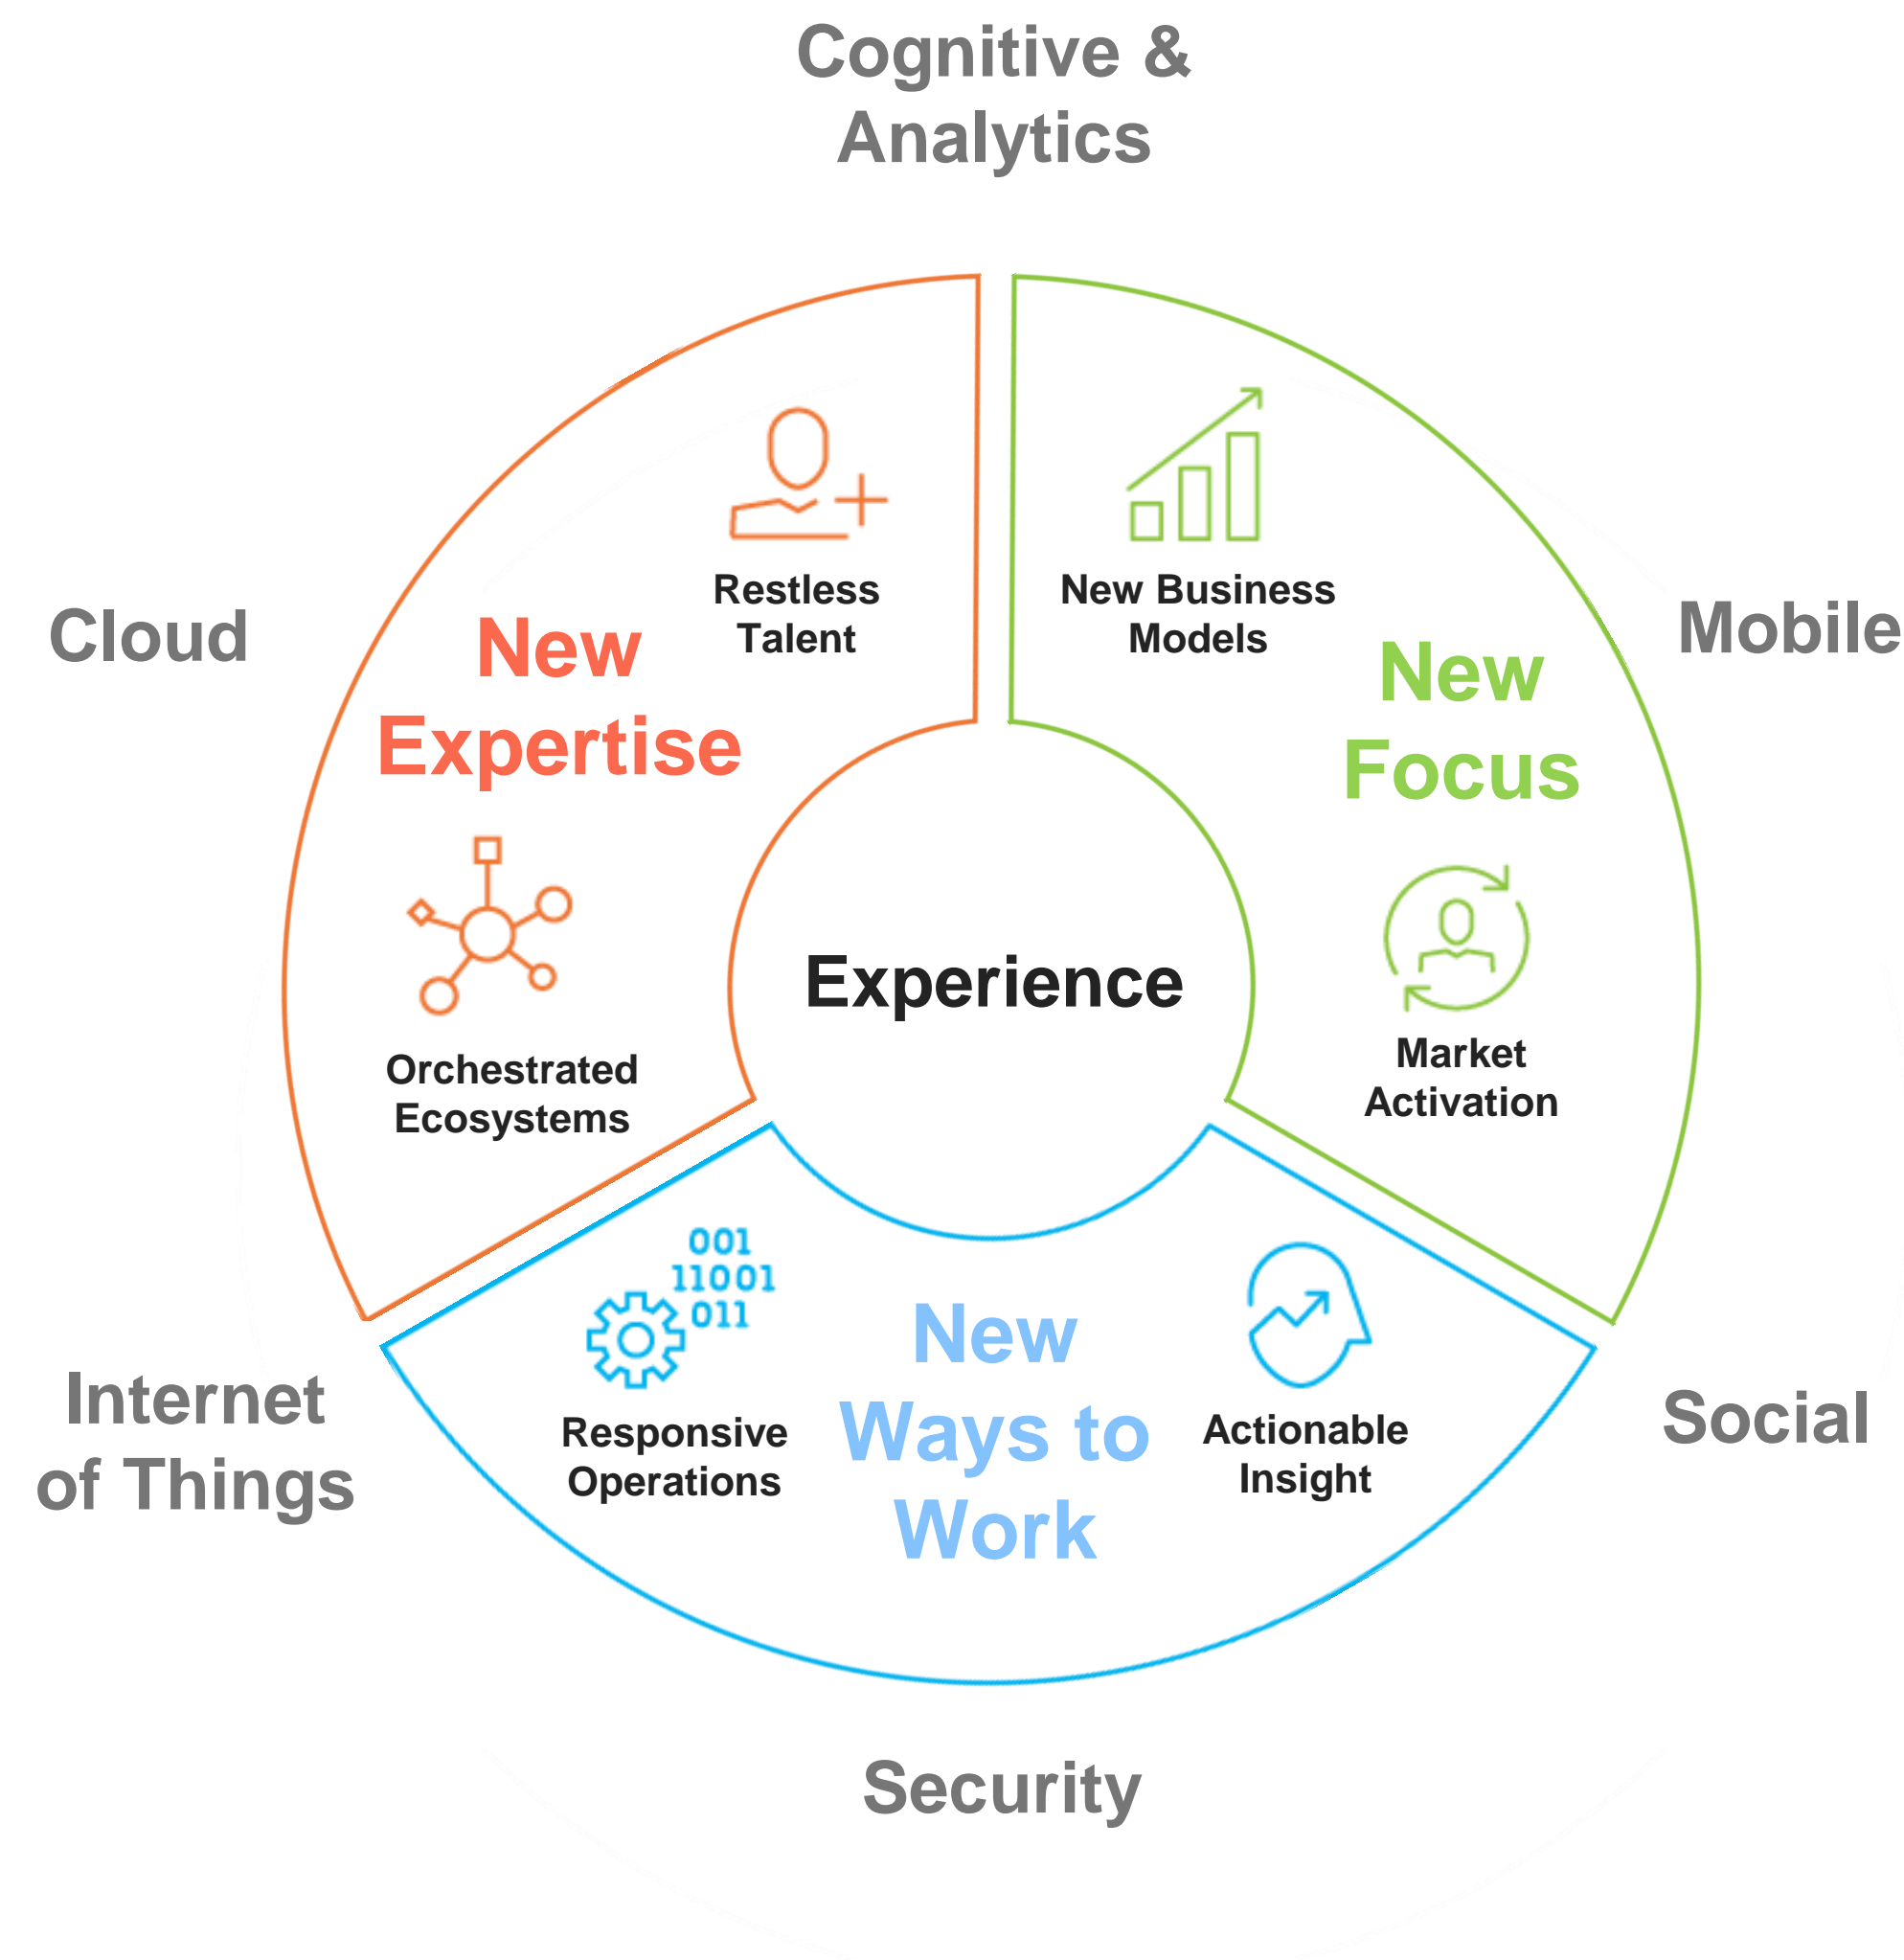 Cognitive &
Analytics
Cloud
Mobile
Restless
Talent
New
Expertise
Orchestrated
Ecosystems
New Business
Models
New
Focus
Market
Activation
Experience
001
11001
011
Responsive
Operations
New
Ways to
Work
Actionable
Insight
Internet
of Things
Social
Security